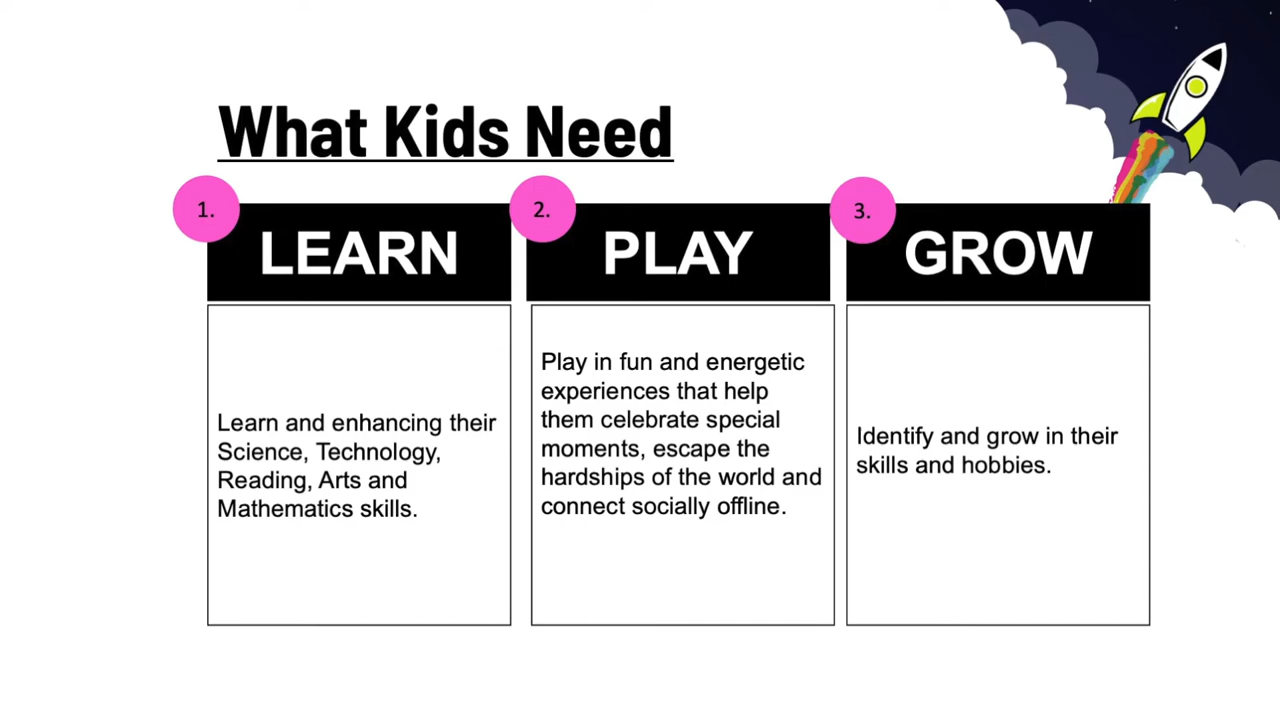 What Kids Need
1.
LEARN
Learn and enhancing their
Science, Technology,
Reading, Arts and
Mathematics skills.
2.
PLAY
Play in fun and energetic
experiences that help
them celebrate special
moments, escape the
hardships of the world and
connect socially offline.
3.
GROW
Identify and grow in their
skills and hobbies.